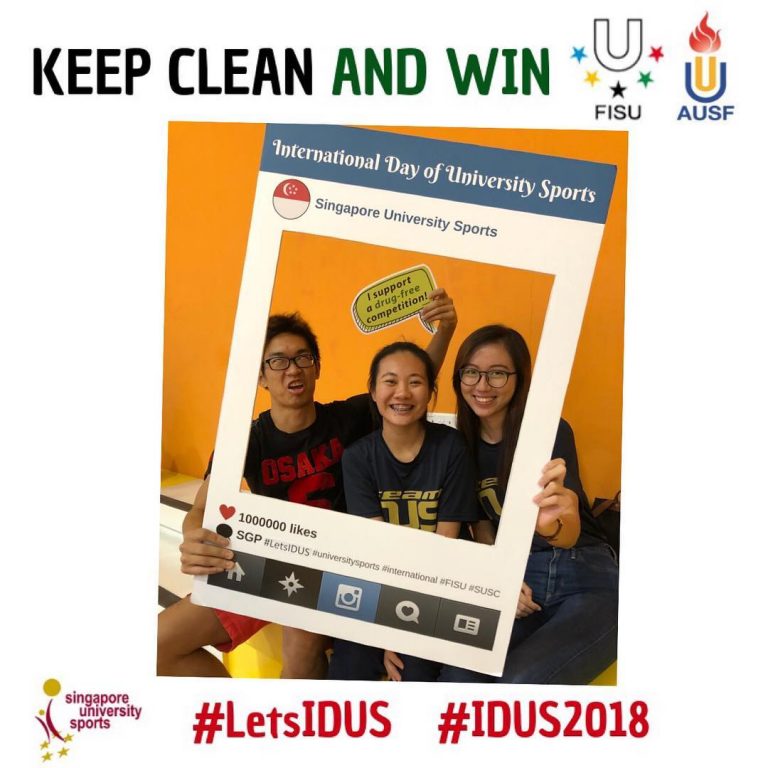 KEEP CLEAN AND WIN
FISU
AUSF
International Day of University Sports
Singapore University Sports
I support
a drug-free
competition!
OSAKA
TEAM
1000000 likes
SGP #LetsIDUS #universitysports #international #FISU #SUSC
singapore
university
sports
#LetsIDUS #IDUS2018